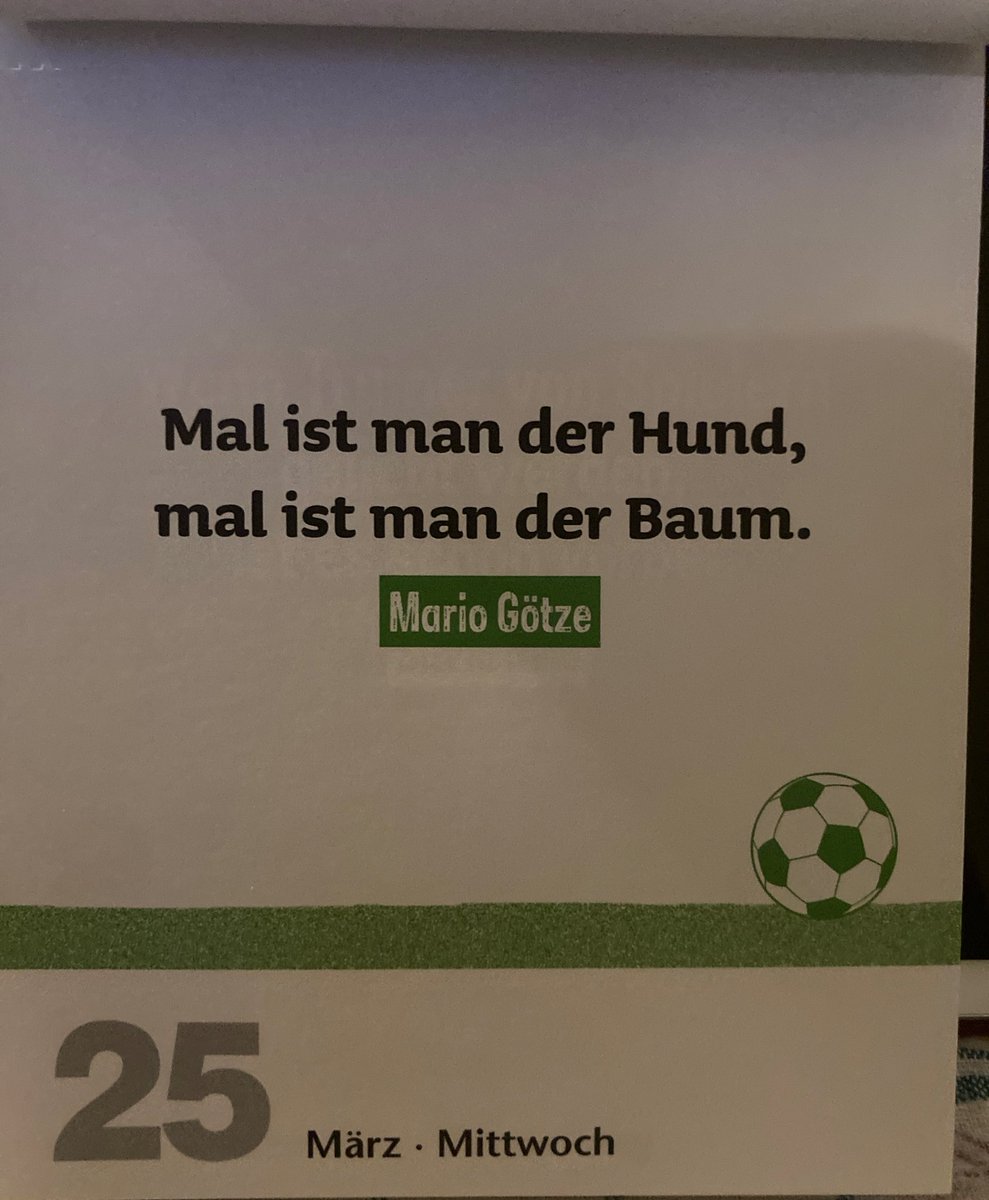 Mal ist man der Hund,
mal ist man der Baum.
Mario Götze
25
März · Mittwoch